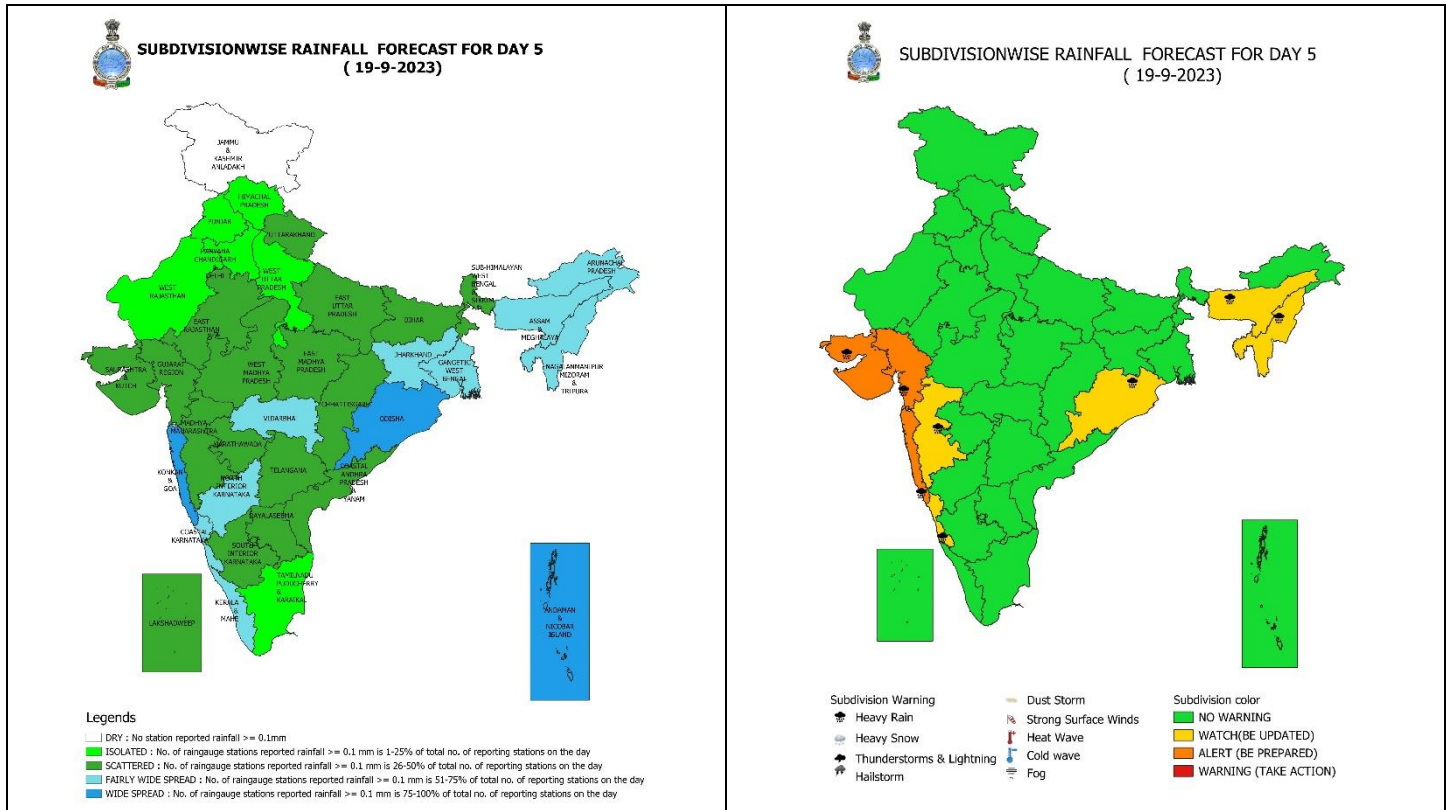 SUBDIVISIONWISE RAINFALL FORECAST FOR DAY 5
( 19-9-2023)
JAMMU
&
KASHMIR
ANLADAKH
HIMACHAL
PRADESH
PUNJAB
UTTARAKHAND
HARYANA
CHANDIGARH
DELHI
WEST
UTTAR
PRADESH
WEST
RAJASTHAN
SUB-HIMALAYAN
WEST
BENGAL
&
SIKKIM
ARUNACHAL
PRADESH
EAST
UTTAR
PRADESH
EAST
RAJASTHAN
BIHAR
ASSAM
&
MEGHALAYA
JHARKHAND
GANGETIC
WEST
BENGAL
NAGALANMANIPUR
MIZORAM
&
TRIPURA
SAURASHTRA
&
KUTCH
GUJARAT
REGION
WEST
MADHYA
PRADESH
EAST
MADHYA
PRADESH
CHHATTISGARH
VIDARBHA
ODESHA
MADHYA
MAHARASHTRA
MARATHAWADA
KONKAN
&
GOA
TELANGANA
COASTAL
ANDHRA
PRADESH
&
YANAM
NORTH
INTERIOR
KARNATAKA
RAYALASEEMA
COASTAL
KARNATALA
SOUTH
INTERIOR
KARNATAKA
TAMILNADU
PUDUCHERRY
&
KARAIKAL
KERALA
&
MAHE
LAKSHADWEEP
ANDAMAN
&
NICOBAR
ISLAND
Legends
DRY : No station reported rainfall >= 0.1mm
ISOLATED : No. of raingauge stations reported rainfall >= 0.1 mm is 1-25% of total no. of reporting stations on the day
SCATTERED : No. of raingauge stations reported rainfall >= 0.1 mm is 26-50% of total no. of reporting stations on the day
FAIRLY WIDE SPREAD : No. of raingauge stations reported rainfall >= 0.1 mm is 51-75% of total no. of reporting stations on the day
WIDE SPREAD : No. of raingauge stations reported rainfall >= 0.1 mm is 75-100% of total no. of reporting stations on the day
SUBDIVISIONWISE RAINFALL FORECAST FOR DAY 5
( 19-9-2023)
Subdivision Warning
Heavy Rain
Heavy Snow
Thunderstorms & Lightning
Hailstorm
Dust Storm
Strong Surface Winds
Heat Wave
Cold wave
Fog
Subdivision color
NO WARNING
WATCH(BE UPDATED)
ALERT (BE PREPARED)
WARNING (TAKE ACTION)